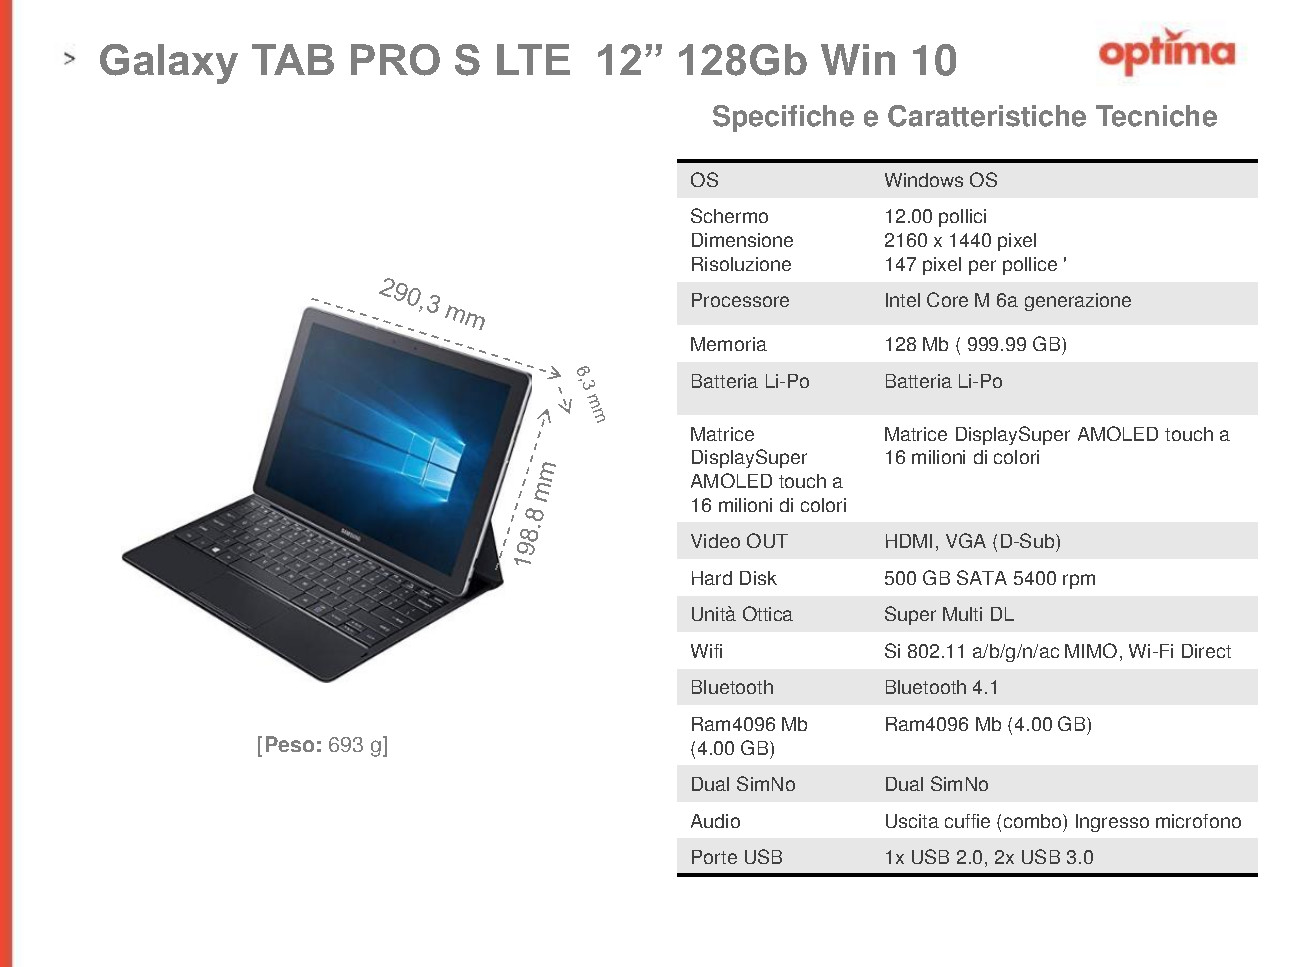 > Galaxy TAB PRO S LTE 12” 128Gb Win 10
optima
Specifiche e Caratteristiche Tecniche
290,3 mm
6,3 mm
198.8 mm
SAMSUNG
[Peso: 693 g]
OS Windows OS
Schermo 12.00 pollici
Dimensione 2160 x 1440 pixel
Risoluzione 147 pixel per pollice '
Processore Intel Core M 6a generazione
Memoria 128 Mb ( 999.99 GB)
Batteria Li-Po Batteria Li-Po
Matrice Matrice DisplaySuper AMOLED touch a
DisplaySuper 16 milioni di colori
AMOLED touch a
16 milioni di colori
Video OUT HDMI, VGA (D-Sub)
Hard Disk 500 GB SATA 5400 rpm
Unità Ottica Super Multi DL
Wifi Si 802.11 a/b/g/n/ac MIMO, Wi-Fi Direct
Bluetooth Bluetooth 4.1
Ram4096 Mb Ram4096 Mb (4.00 GB)
(4.00 GB)
Dual SimNo Dual SimNo
Audio Uscita cuffie (combo) Ingresso microfono
Porte USB 1x USB 2.0, 2x USB 3.0